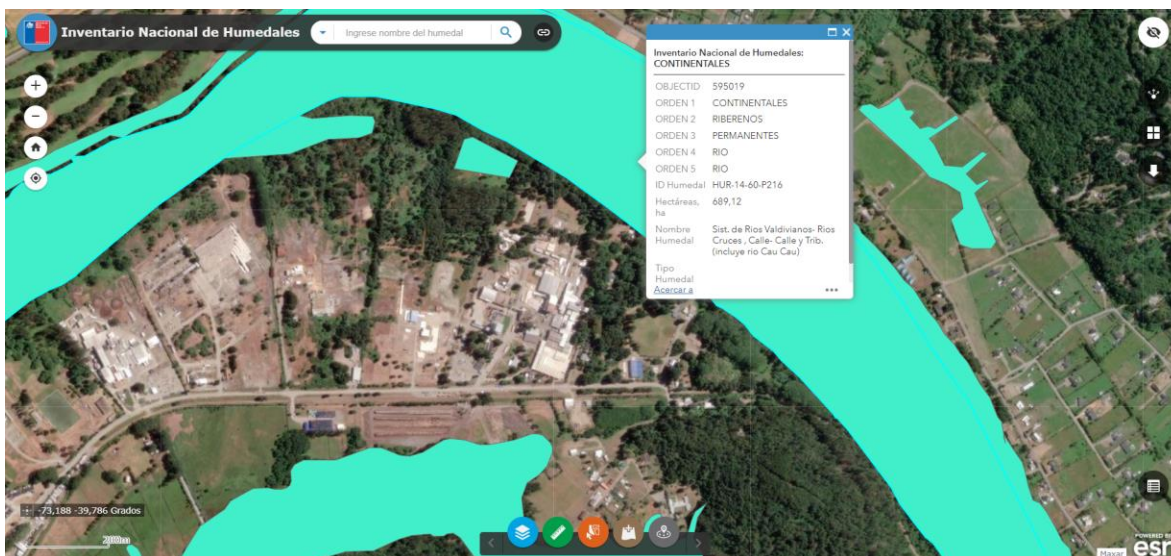 Inventario Nacional de Humedales
Ingrese nombre del humedal
Inventario Nacional de Humedales:
CONTINENTALES
OBJECTID 595019
ORDEN 1 CONTINENTALES
ORDEN 2 RIBERENOS
ORDEN 3 PERMANENTES
ORDEN 4 RIO
ORDEN 5 RIO
ID Humedal HUR-14-60-P216
Hectáreas, 689,12
ha
Nombre Sist. de Rios Valdivianos- Rios
Humedal Cruces , Calle- Calle y Trib.
(incluye rio Cau Cau)
Tipo
Humedal
Acercar a
-73,188 -39,786 Grados
200m
Maxar
POWERED BY
esri